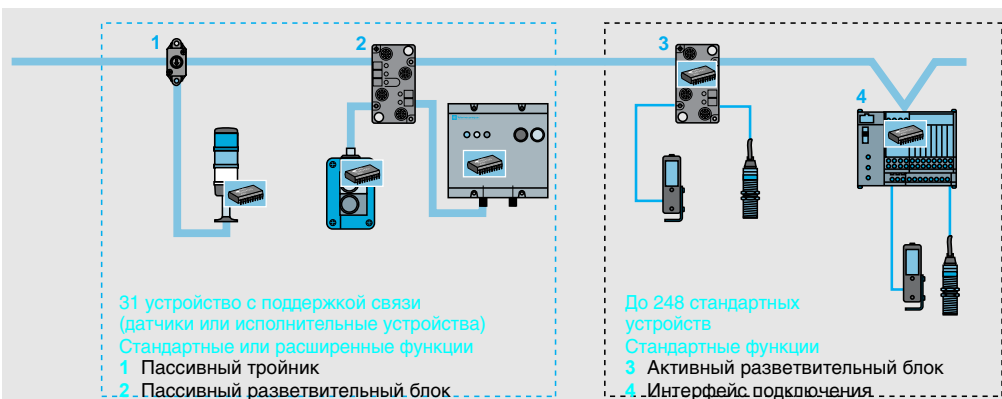 1
2
3
4
31 устройство с поддержкой связи
(датчики или исполнительные устройства)
Стандартные или расширенные функции
1 Пассивный тройник
2 Пассивный разветвительный блок
До 248 стандартных
устройств
Стандартные функции
3 Активный разветвительный блок
4 Интерфейс подключения